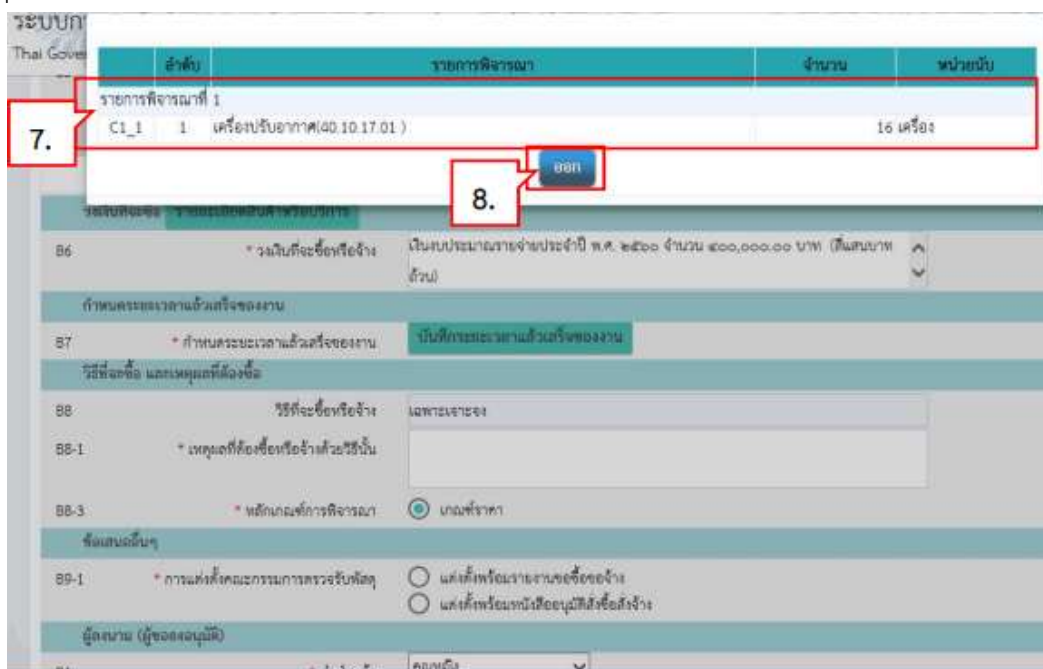 ระบบก
Thai Gove
ลำดับ รายการพิจารณา จำนวน หน่วยนับ
รายการพิจารณาที่ 1
C1_1 1 เครื่องปรับอากาศ(40.10.17.01 ) 16 เครื่อง
7.
ออก
8.
วงเงินที่จะซื้อ รายละเอียดสินค้าหรือบริการ
B6 * วงเงินที่จะซื้อหรือจ้าง เงินงบประมาณรายจ่ายประจำปี พ.ศ. ๒๕๖๐ จำนวน ๔๐๐,๐๐๐.๐๐ บาท (สี่แสนบาท
ถ้วน)
กำหนดระยะเวลาแล้วเสร็จของงาน
B7 * กำหนดระยะเวลาแล้วเสร็จของงาน บันทึกระยะเวลาแล้วเสร็จของงาน
วิธีที่จะซื้อ และเหตุผลที่ต้องซื้อ
B8 วิธีที่จะซื้อหรือจ้าง เฉพาะเจาะจง
B8-1 * เหตุผลที่ต้องซื้อหรือจ้างด้วยวิธีนั้น
B8-3 * หลักเกณฑ์การพิจารณา เกณฑ์ราคา
ข้อเสนออื่นๆ
B9-1 * การแต่งตั้งคณะกรรมการตรวจรับพัสดุ แต่งตั้งพร้อมรายงานขอซื้อขอจ้าง
แต่งตั้งพร้อมหนังสืออนุมัติสั่งซื้อสั่งจ้าง
ผู้ลงนาม (ผู้ขออนุมัติ)